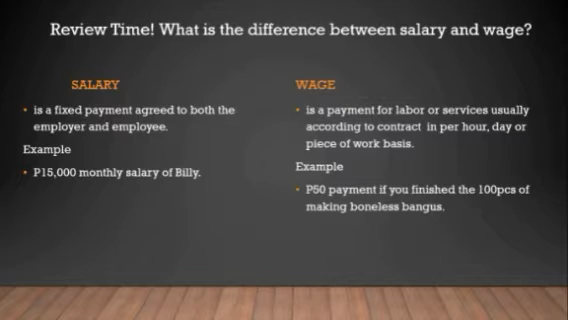 Review Time! What is the difference between salary and wage?
SALARY
• is a fixed payment agreed to both the
employer and employee.
Example
• P15,000 monthly salary of Billy.
WAGE
• is a payment for labor or services usually
according to contract in per hour, day or
piece of work basis.
Example
• P50 payment if you finished the 100pcs of
making boneless bangus.